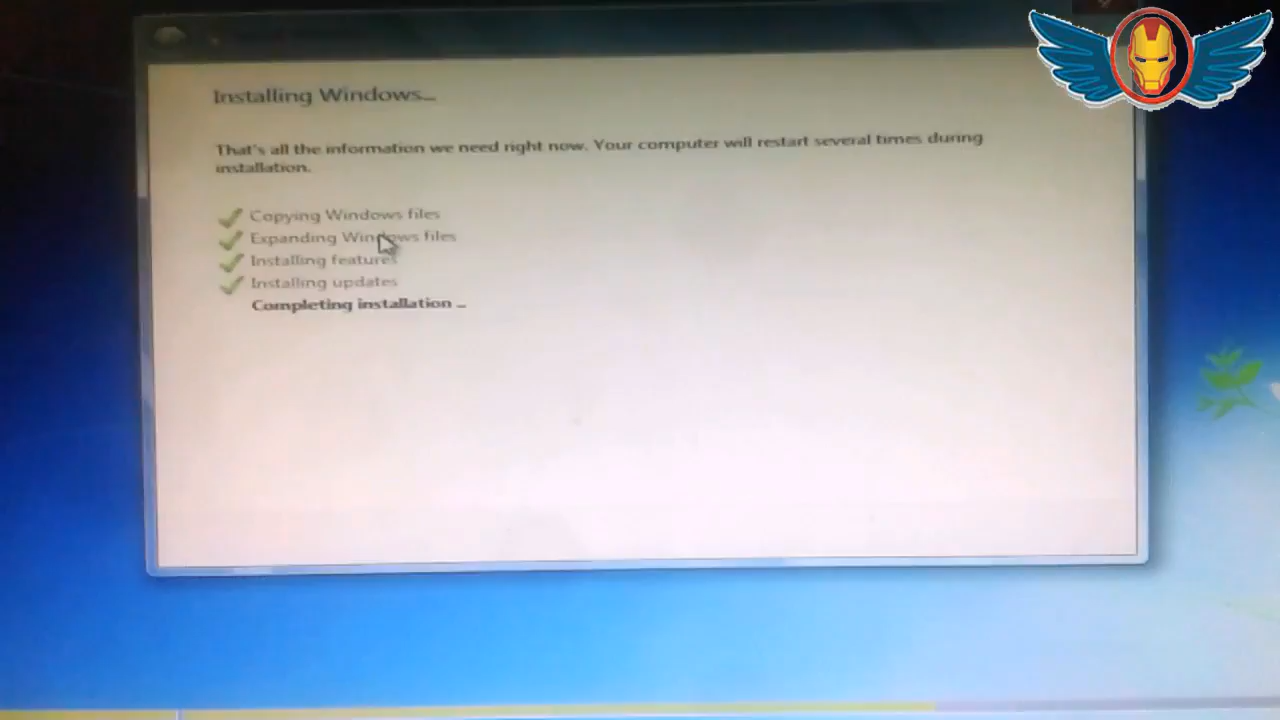 Installing Windows...
That's all the information we need right now. Your computer will restart several times during
installation.
Copying Windows files
Expanding Windows files
Installing features
Installing updates
Completing installation ...